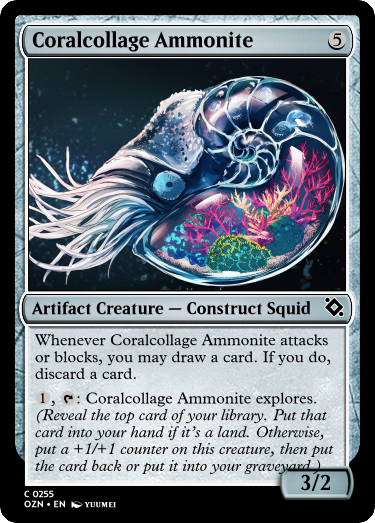 Coralcollage Ammonite 5
Artifact Creature — Construct Squid
Whenever Coralcollage Ammonite attacks
or blocks, you may draw a card. If you do,
discard a card.
1, : Coralcollage Ammonite explores.
(Reveal the top card of your library. Put that
card into your hand if it's a land. Otherwise,
put a +1/+1 counter on this creature, then put
the card back or put it into your graveyard.)
3/2
C 0255
OZN • EN YUUMEI